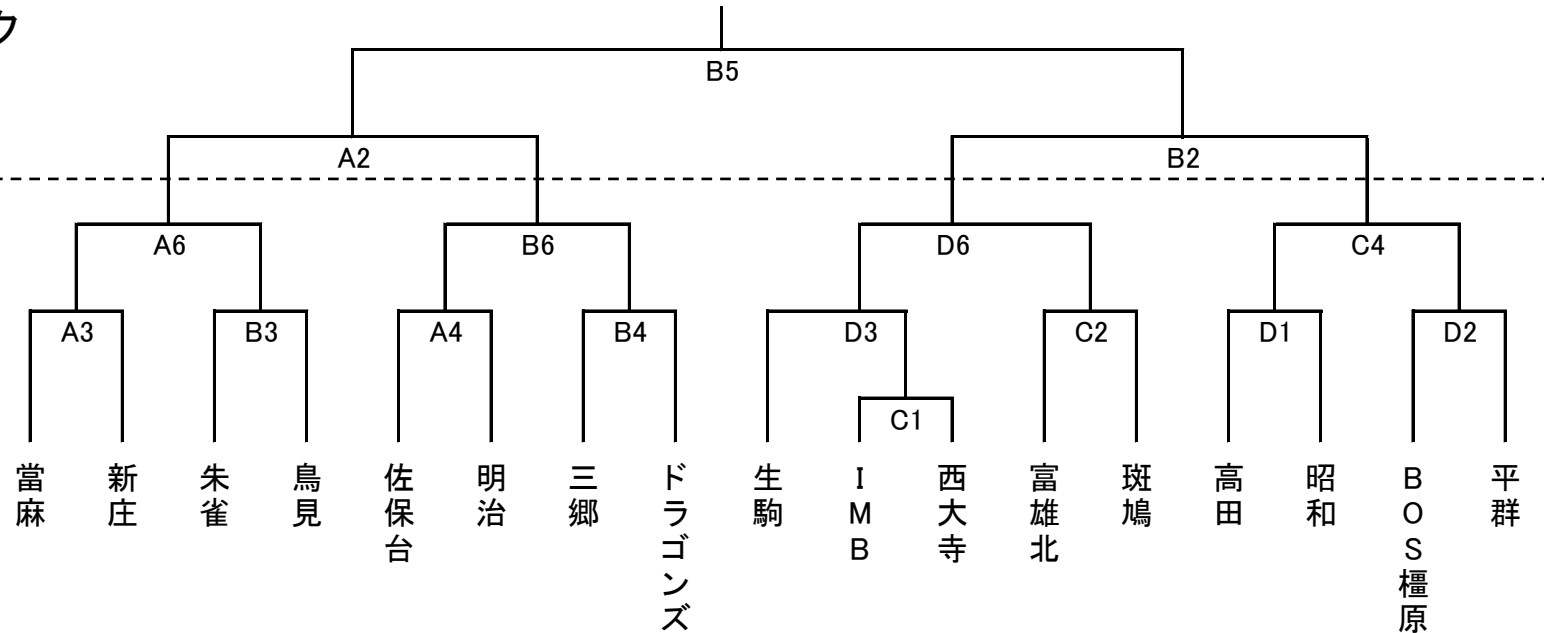 ク
B5
A2
B2
A6
B6
D6
C4
A3
B3
A4
B4
D3
C2
D1
D2
C1
當麻
新庄
朱雀
鳥見
佐保台
明治
三郷
ドラゴンズ
生駒
IMB
西大寺
富雄北
斑鳩
高田
昭和
BOS橿原
平群